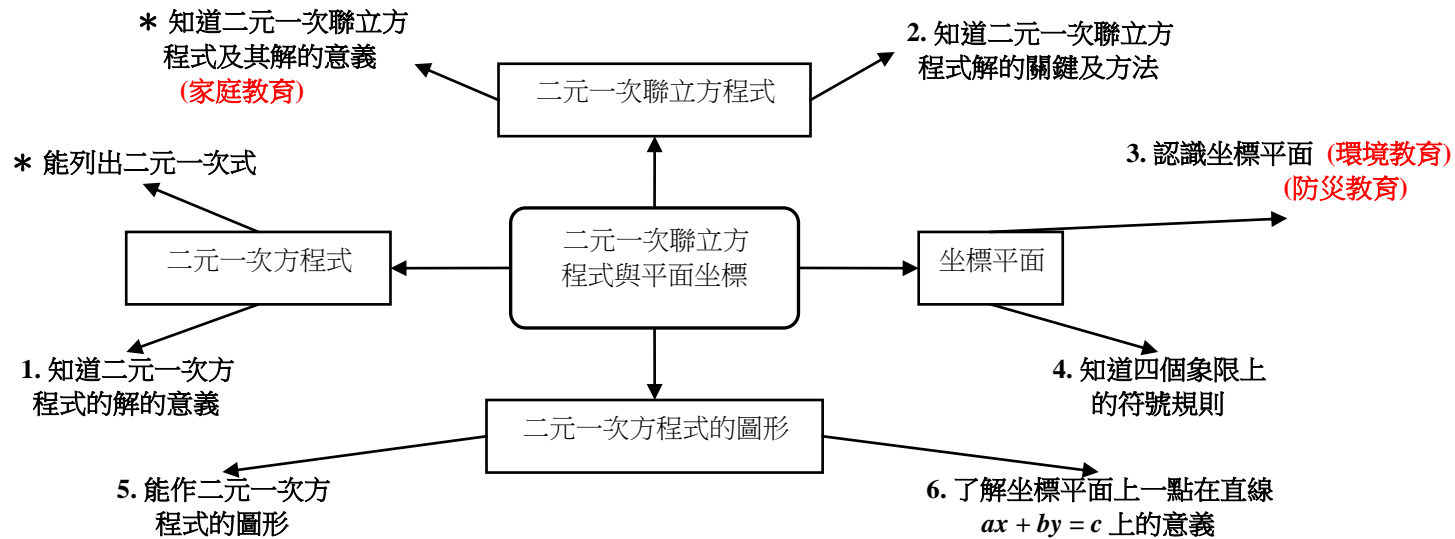 ＊ 知道二元一次聯立方
程式及其解的意義
(家庭教育)
2. 知道二元一次聯立方
程式解的關鍵及方法
二元一次聯立方程式
＊ 能列出二元一次式
3. 認識坐標平面 (環境教育)
(防災教育)
二元一次方程式
二元一次聯立方
程式與平面坐標
坐標平面
1. 知道二元一次方
程式的解的意義
4. 知道四個象限上
的符號規則
二元一次方程式的圖形
5. 能作二元一次方
程式的圖形
6. 了解坐標平面上一點在直線
ax + by = c 上的意義